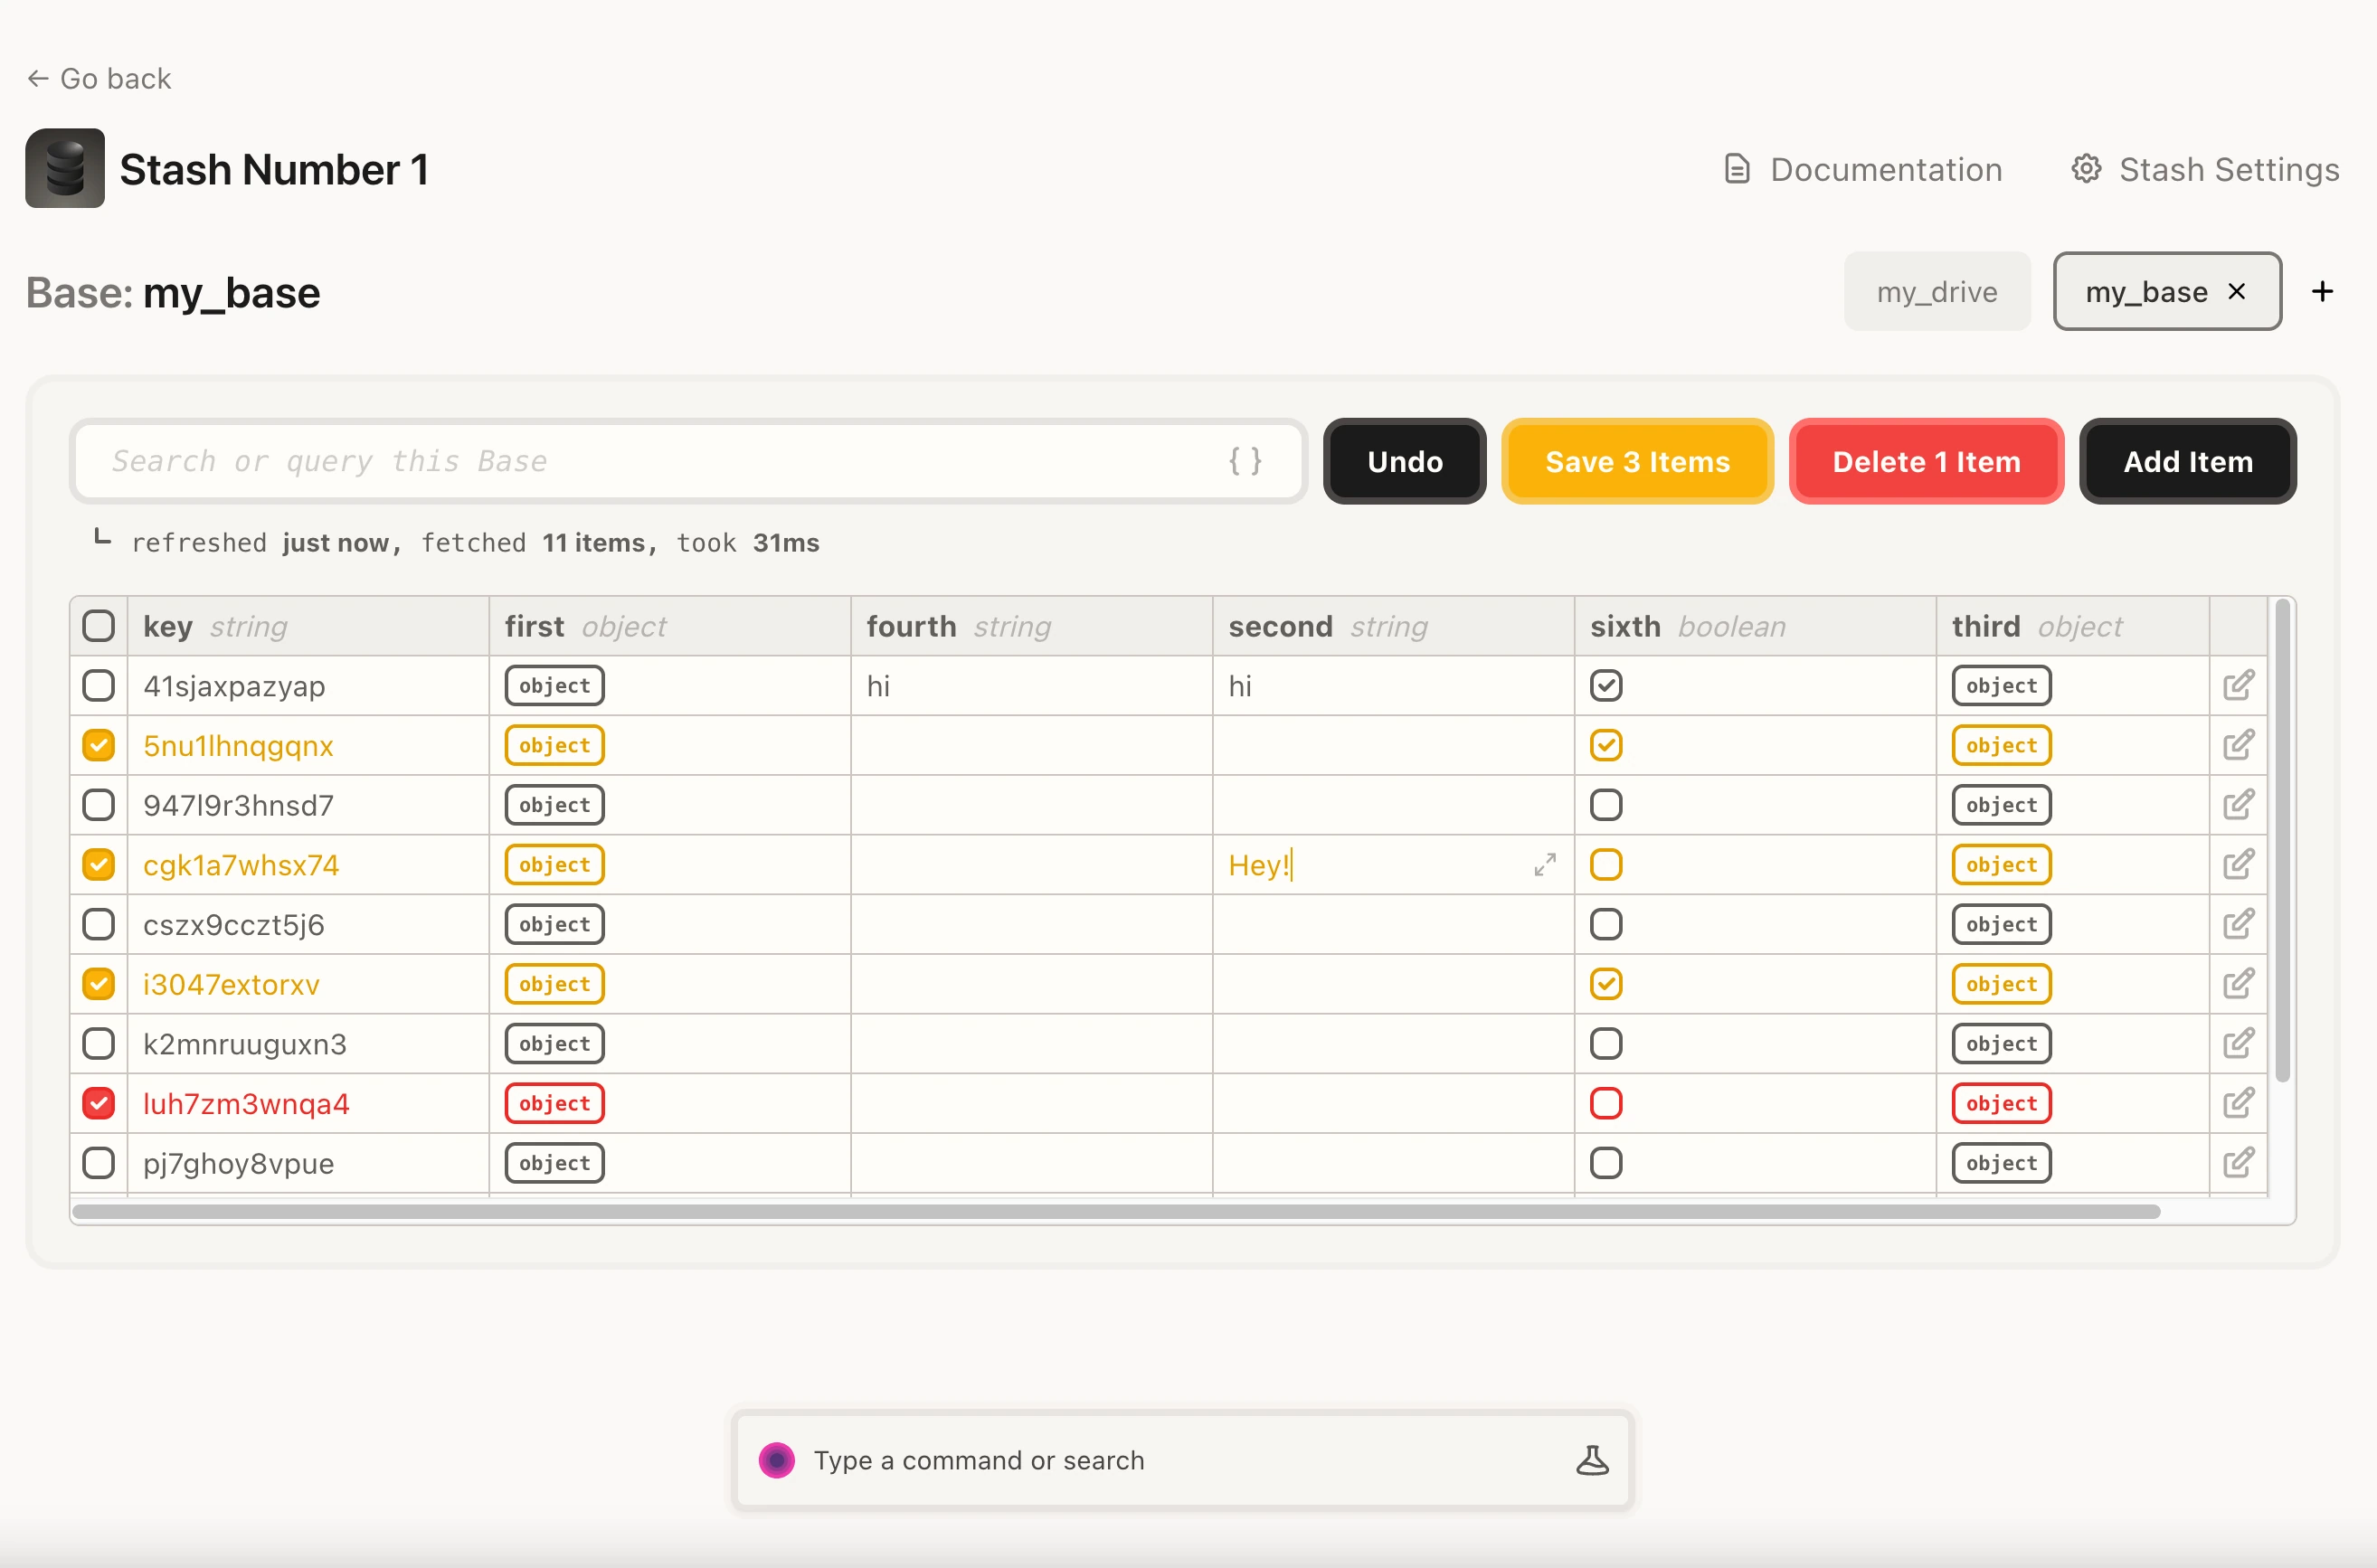 ← Go back
Stash Number 1
Documentation
Stash Settings
Base: my_base
my_drive
my_base ×
+
Search or query this Base { }
Undo
Save 3 Items
Delete 1 Item
Add Item
refreshed just now, fetched 11 items, took 31ms
key string first object fourth string second string sixth boolean third object
41sjaxpazyap object hi hi object
5nu1lhnqgqnx object object
947l9r3hnsd7 object object
cgk1a7whsx74 object Hey! object
cszx9cczt5j6 object object
i3047extorxv object object
k2mnruuguxn3 object object
luh7zm3wnqa4 object object
pj7ghoy8vpue object object
Type a command or search